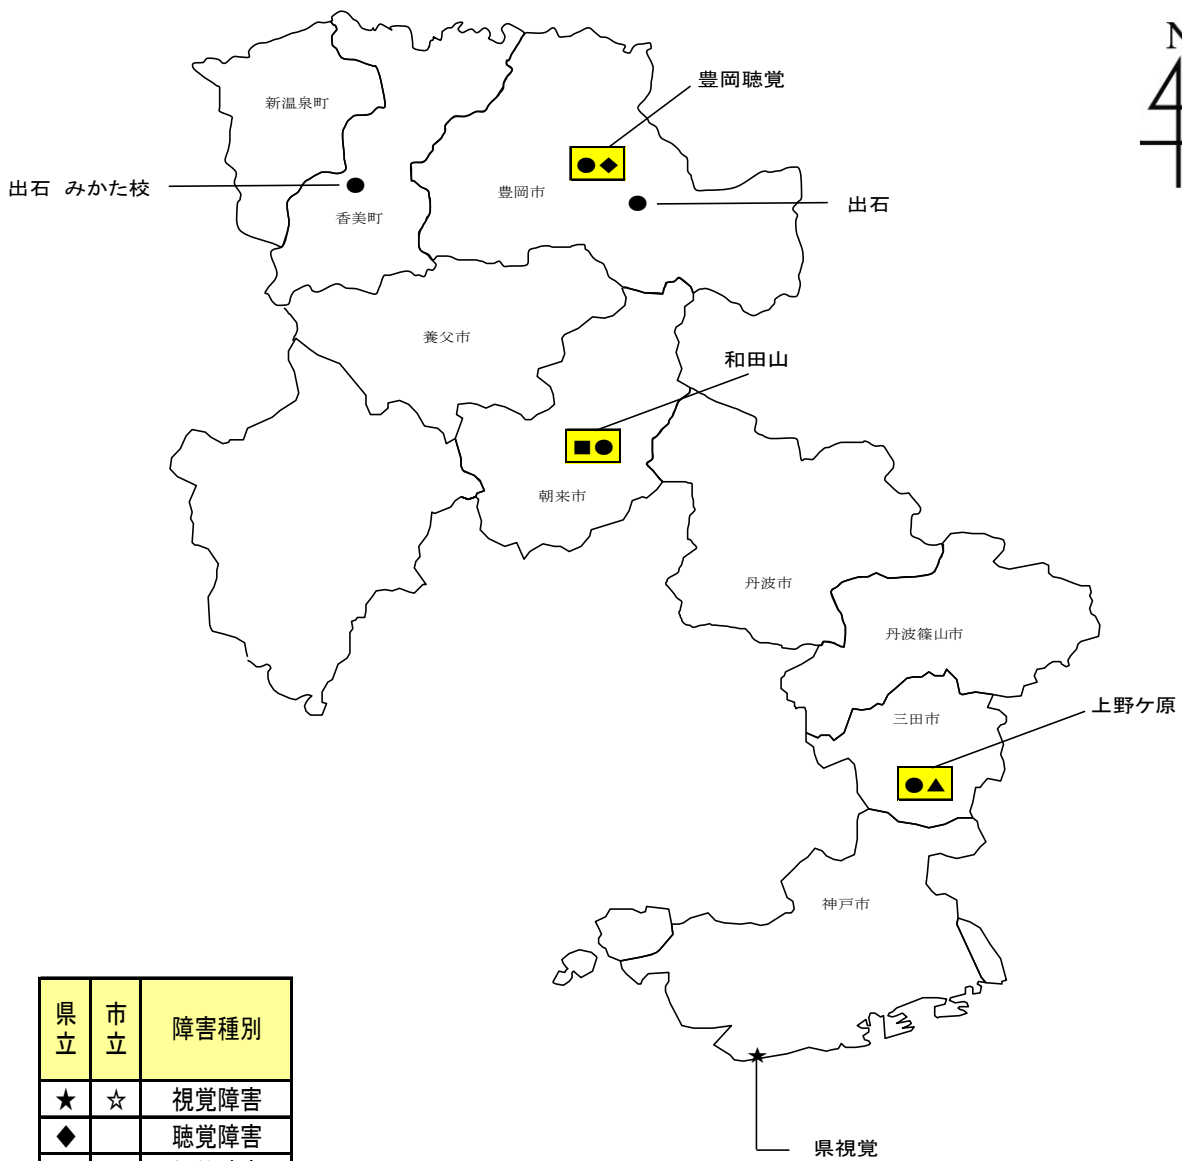 N
豊岡聴覚
新温泉町
出石 みかた校
豊岡市
出石
香美町
養父市
和田山
朝来市
丹波市
丹波篠山市
上野ケ原
三田市
神戸市
県立
市立
障害種別
★ ☆ 視覚障害
◆ 聴覚障害
県視覚